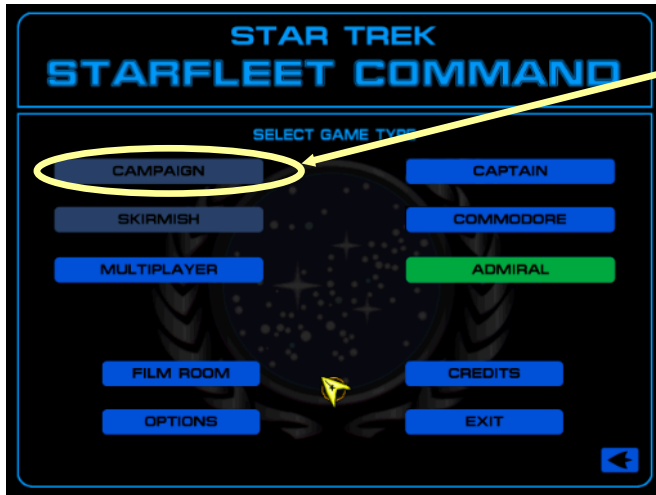 STAR TREK
STARFLEET COMMAND
SELECT GAME TYPE
CAMPAIGN
CAPTAIN
SKIRMISH
COMMODORE
MULTIPLAYER
ADMIRAL
FILM ROOM
CREDITS
OPTIONS
EXIT